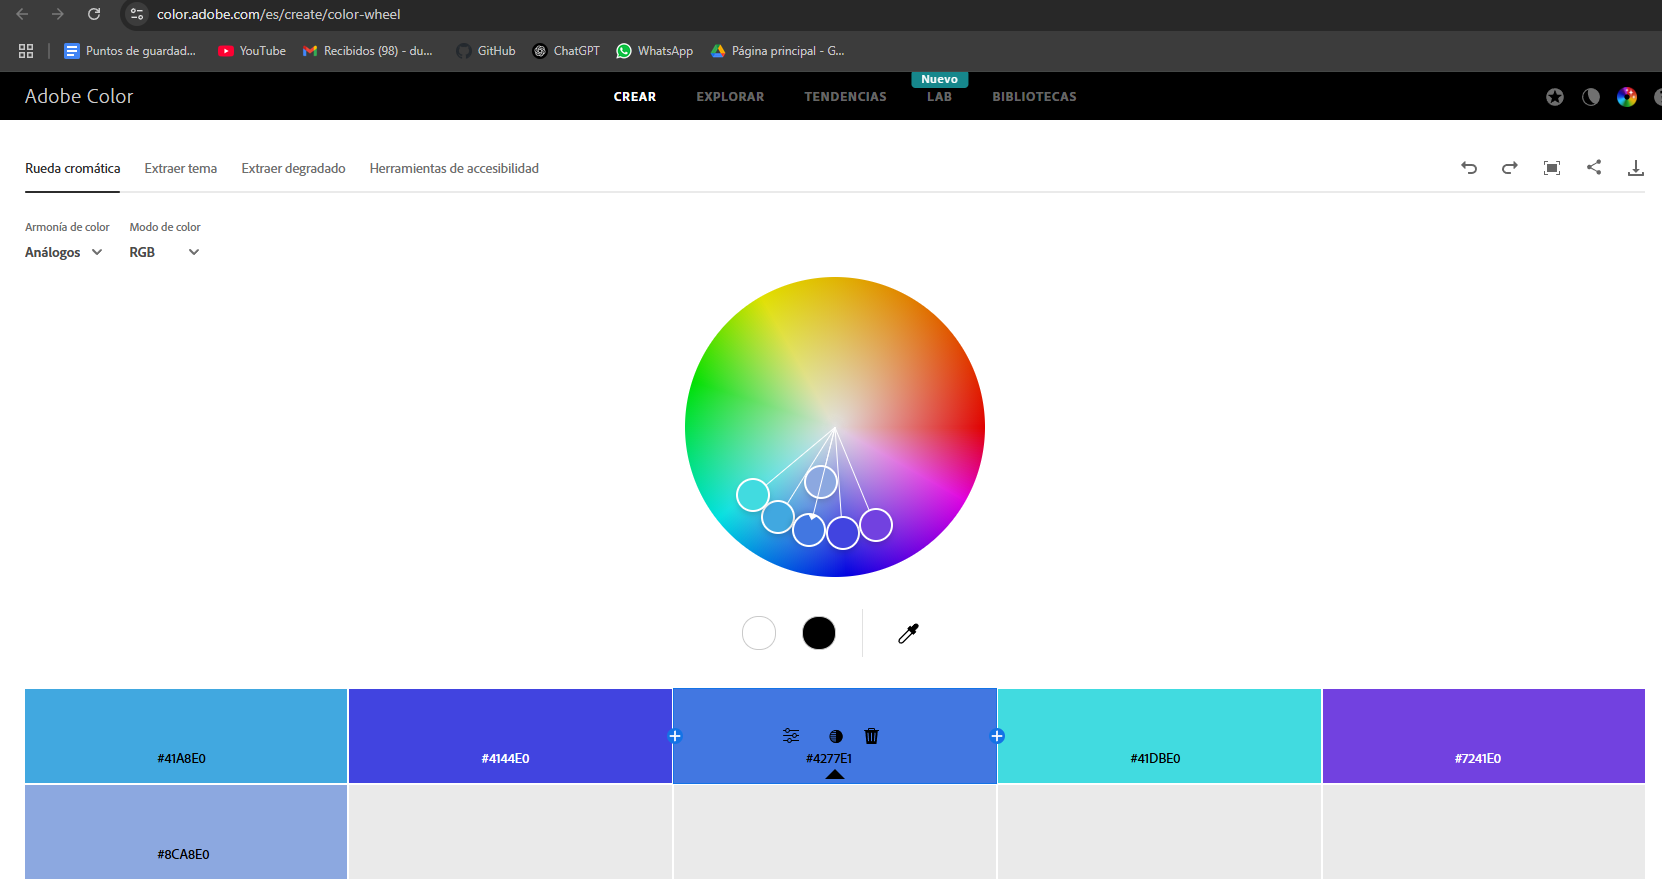 color.adobe.com/es/create/color-wheel
Puntos de guardad... YouTube Recibidos (98) - du... GitHub ChatGPT WhatsApp Página principal - G...
Nuevo
Adobe Color CREAR EXPLORAR TENDENCIAS LAB BIBLIOTECAS
Rueda cromática Extraer tema Extraer degradado Herramientas de accesibilidad
Armonía de color Modo de color
Análogos RGB
#41A8E0 #4144E0 #4277E1 #41DBE0 #7241E0
#8CA8E0